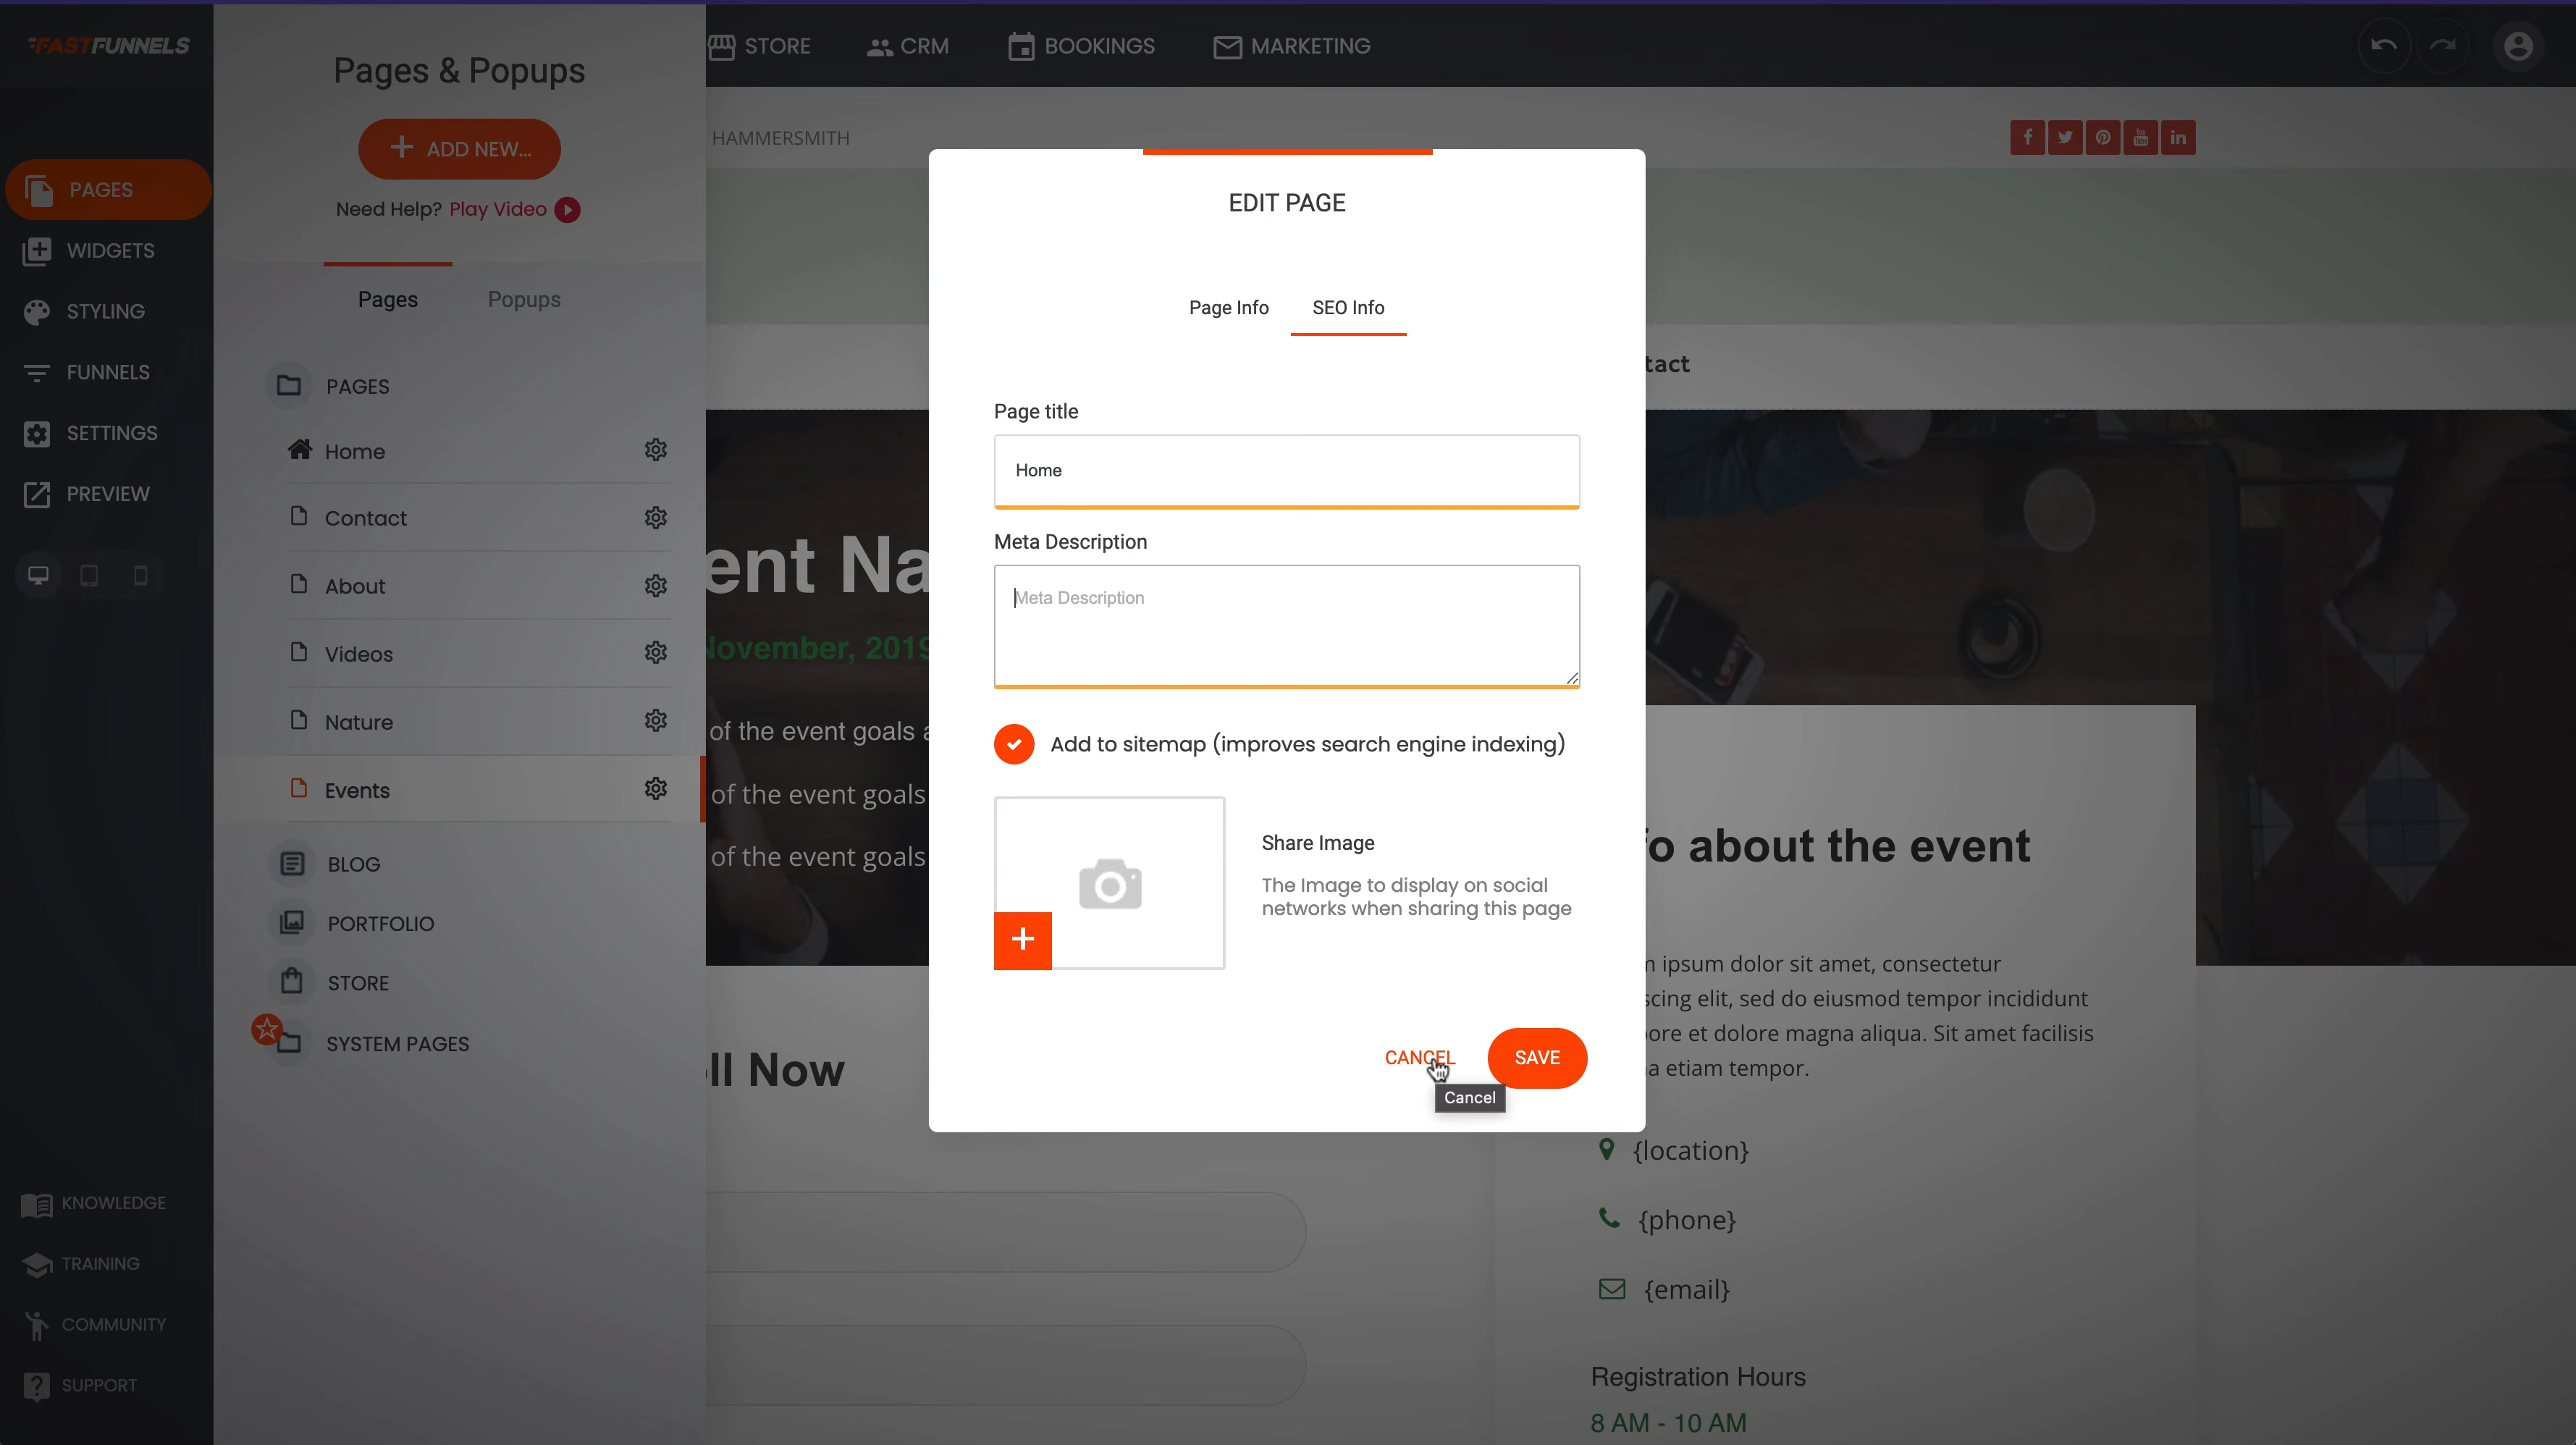 FASTFUNNELS
STORE
CRM
BOOKINGS
MARKETING
Pages & Popups
ADD NEW...
Need Help? Play Video
Pages
Popups
PAGES
WIDGETS
STYLING
FUNNELS
SETTINGS
PREVIEW
KNOWLEDGE
TRAINING
COMMUNITY
SUPPORT
PAGES
Home
Contact
About
Videos
Nature
Events
BLOG
PORTFOLIO
STORE
SYSTEM PAGES
HAMMERSMITH
tact
ent Na
November, 2019
of the event goals a
of the event goals
of the event goals
ll Now
EDIT PAGE
Page Info
SEO Info
Page title
Home
Meta Description
Meta Description
Add to sitemap (improves search engine indexing)
Share Image
The Image to display on social
networks when sharing this page
CANCEL
SAVE
Cancel
fo about the event
m ipsum dolor sit amet, consectetur
scing elit, sed do eiusmod tempor incididunt
ore et dolore magna aliqua. Sit amet facilisis
a etiam tempor.
{location}
{phone}
{email}
Registration Hours
8 AM - 10 AM